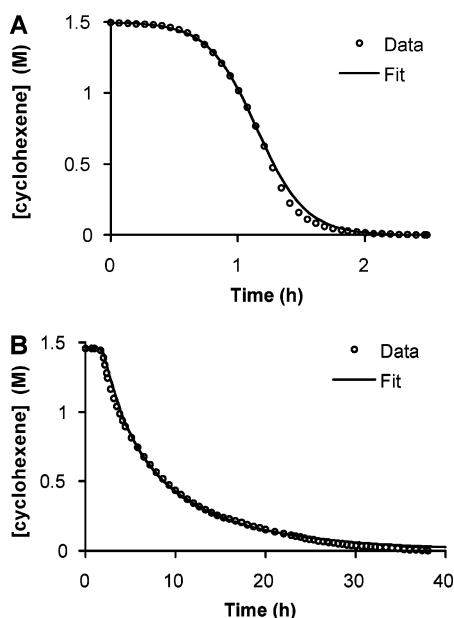 A
[cyclohexene] (M)
1.5
1
0.5
0
0 1 2
Time (h)
Data
Fit
B
[cyclohexene] (M)
1.5
1
0.5
0
0 10 20 30 40
Time (h)
Data
Fit